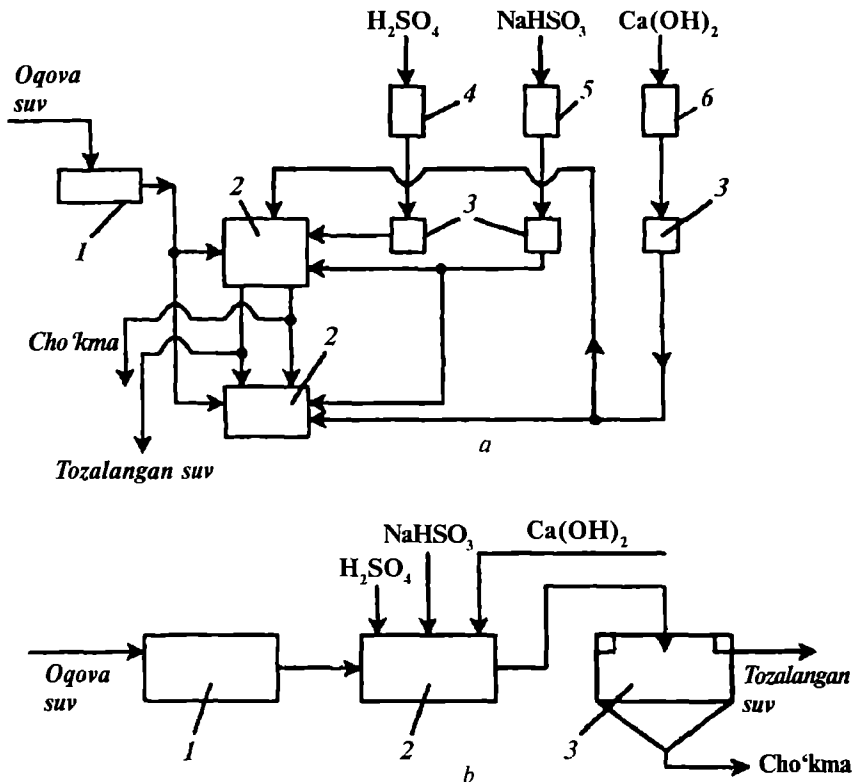 H₂SO₄ NaHSO₃ Ca(OH)₂
Oqova
suv
4 5 6
2 3 3
1
Cho‘kma
2
a
Tozalangan suv
NaHSO₃ Ca(OH)₂
H₂SO₄
Oqova
suv
Tozalangan
suv
1 2 3
Cho‘kma
b